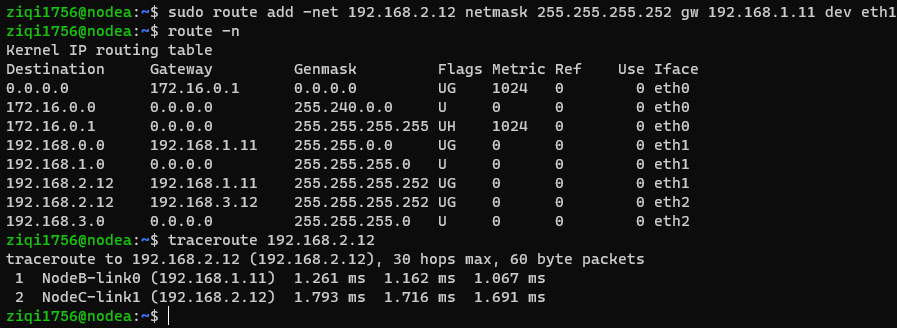 ziqi1756@nodea:~$ sudo route add -net 192.168.2.12 netmask 255.255.255.252 gw 192.168.1.11 dev eth1
ziqi1756@nodea:~$ route -n
Kernel IP routing table
Destination     Gateway         Genmask         Flags Metric Ref    Use Iface
0.0.0.0         172.16.0.1      0.0.0.0         UG    1024   0        0 eth0
172.16.0.0      0.0.0.0         255.240.0.0     U     0      0        0 eth0
172.16.0.1      0.0.0.0         255.255.255.255 UH    1024   0        0 eth0
192.168.0.0     192.168.1.11    255.255.0.0     UG    0      0        0 eth1
192.168.1.0     0.0.0.0         255.255.255.0   U     0      0        0 eth1
192.168.2.12    192.168.1.11    255.255.255.252 UG    0      0        0 eth1
192.168.2.12    192.168.3.12    255.255.255.252 UG    0      0        0 eth2
192.168.3.0     0.0.0.0         255.255.255.0   U     0      0        0 eth2
ziqi1756@nodea:~$ traceroute 192.168.2.12
traceroute to 192.168.2.12 (192.168.2.12), 30 hops max, 60 byte packets
 1  NodeB-link0 (192.168.1.11)  1.261 ms  1.162 ms  1.067 ms
 2  NodeC-link1 (192.168.2.12)  1.793 ms  1.716 ms  1.691 ms
ziqi1756@nodea:~$